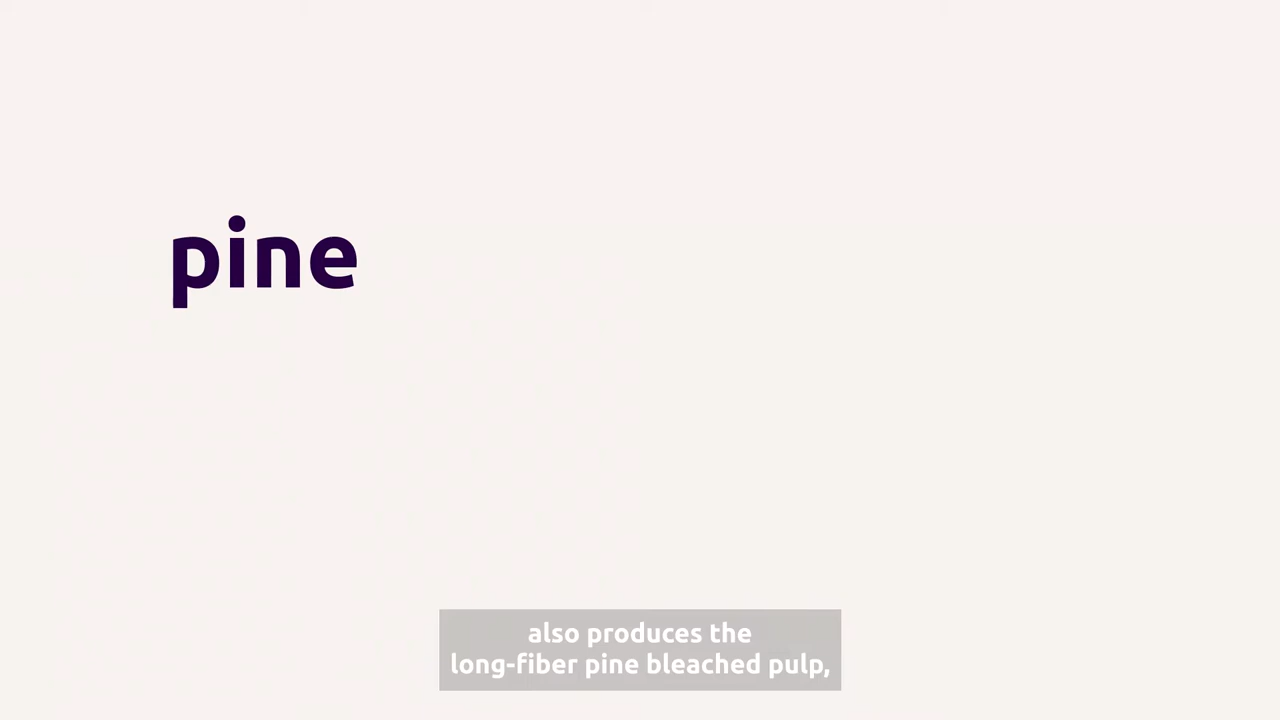 pine
also produces the
long-fiber pine bleached pulp,